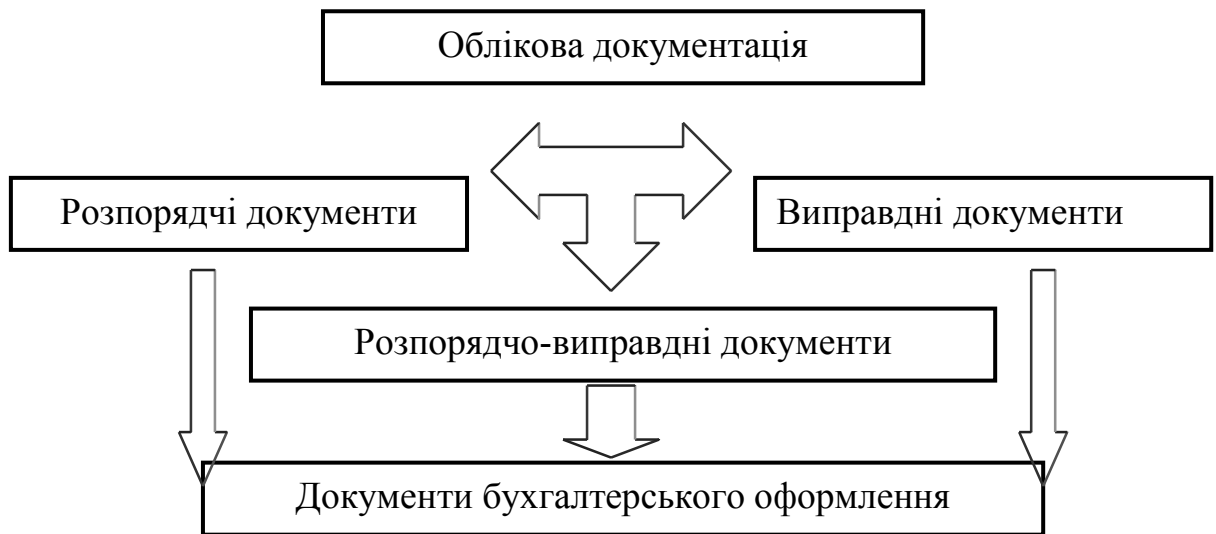 Облікова документація
Розпорядчі документи
Виправдні документи
Розпорядчо-виправдні документи
Документи бухгалтерського оформлення